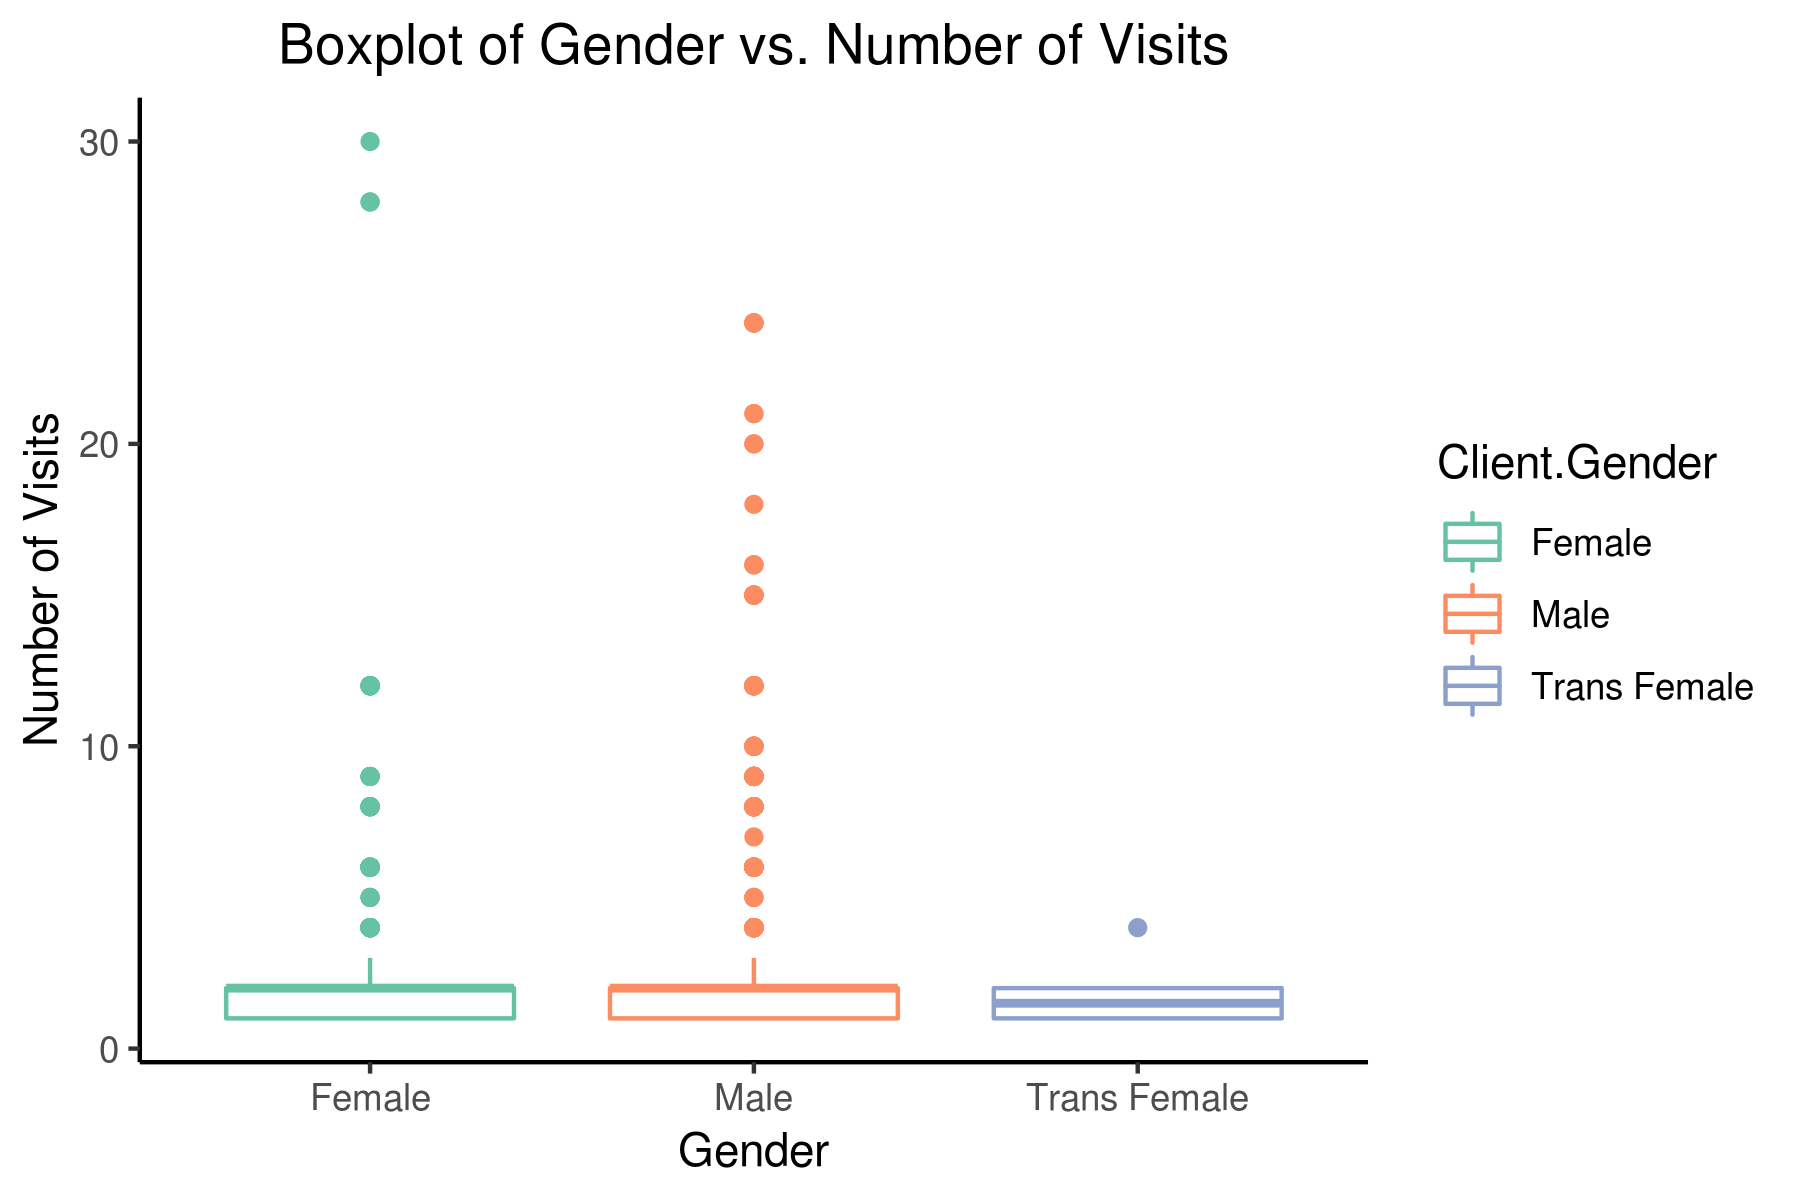 Boxplot of Gender vs. Number of Visits
30
20
10
0
Number of Visits
Female
Male
Trans Female
Gender
Client.Gender
Female
Male
Trans Female